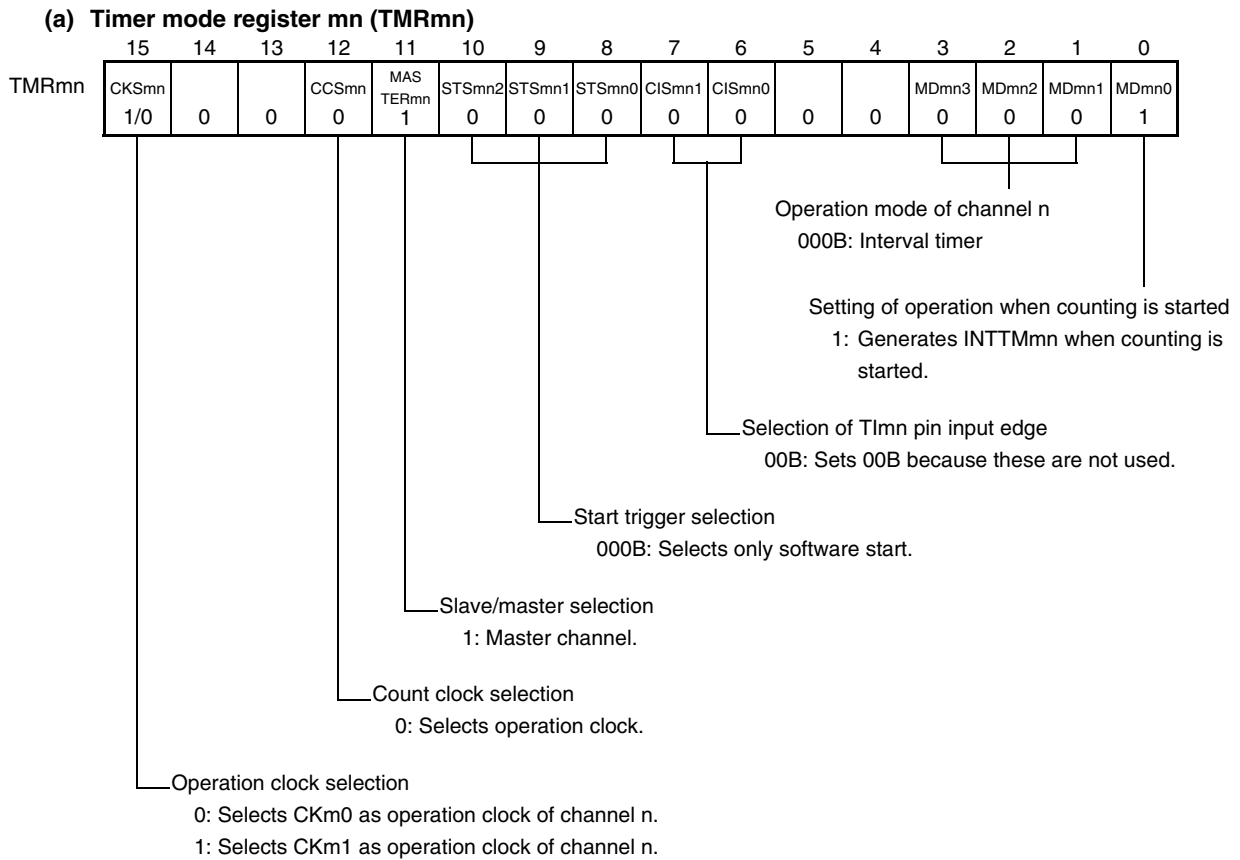 (a) Timer mode register mn (TMRmn)
15 14 13 12 11 10 9 8 7 6 5 4 3 2 1 0
TMRmn CKSmn CCSmn MAS TERmn STSmn2 STSmn1 STSmn0 CISmn1 CISmn0 MDmn3 MDmn2 MDmn1 MDmn0
1/0 0 0 0 1 0 0 0 0 0 0 0 0 0 0 1
Operation mode of channel n
000B: Interval timer
Setting of operation when counting is started
1: Generates INTTMmn when counting is
started.
Selection of TImn pin input edge
00B: Sets 00B because these are not used.
Start trigger selection
000B: Selects only software start.
Slave/master selection
1: Master channel.
Count clock selection
0: Selects operation clock.
Operation clock selection
0: Selects CKm0 as operation clock of channel n.
1: Selects CKm1 as operation clock of channel n.